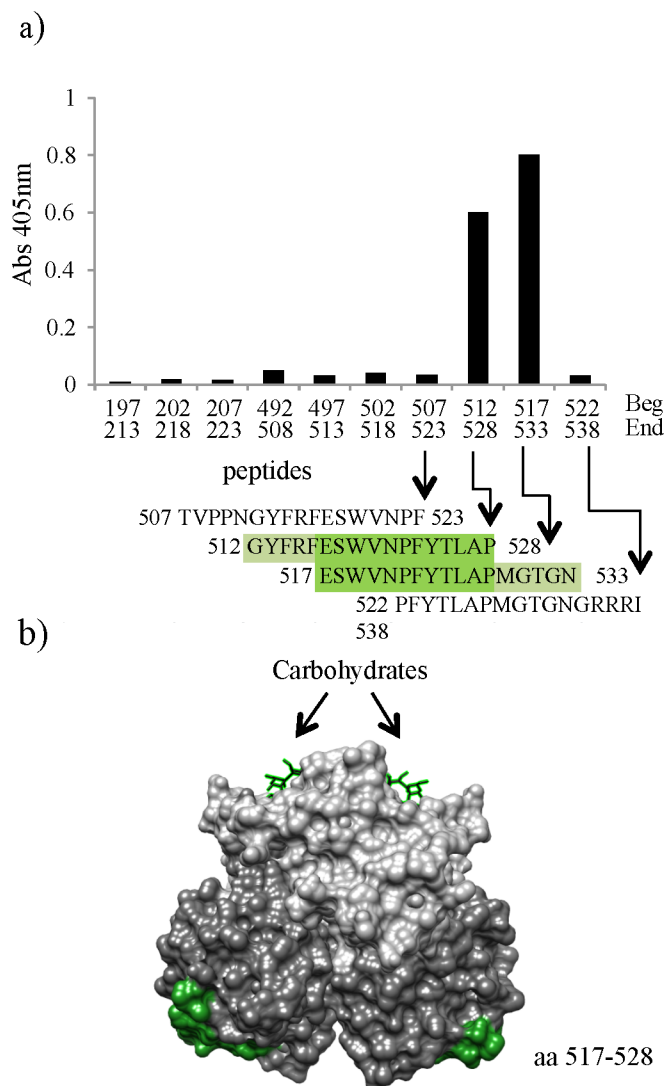 a)
1
0.8
0.6
0.4
0.2
0
Abs 405nm
197 202 207 492 497 502 507 512 517 522 Beg
213 218 223 508 513 518 523 528 533 538 End
peptides
507 TVPPNGYFRFESWVNPF 523
512 GYFRFESWVNPFYTLAP 528
517 ESWVNPFYTLAPMGTGN 533
522 PFYTLAPMGTGNGRRRI
538
b)
Carbohydrates
aa 517-528